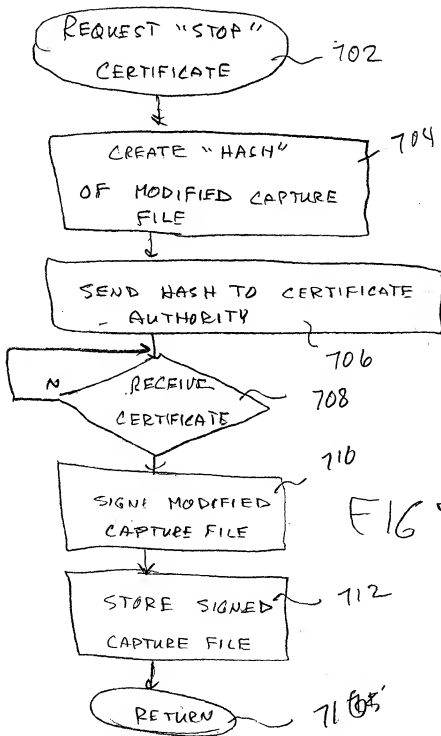 REQUEST "STOP"
CERTIFICATE
702
CREATE "HASH"
OF MODIFIED CAPTURE
FILE
704
SEND HASH TO CERTIFICATE
AUTHORITY
706
N
RECEIVE
CERTIFICATE
708
SIGN MODIFIED
CAPTURE FILE
710
FIG
STORE SIGNED
CAPTURE FILE
712
RETURN